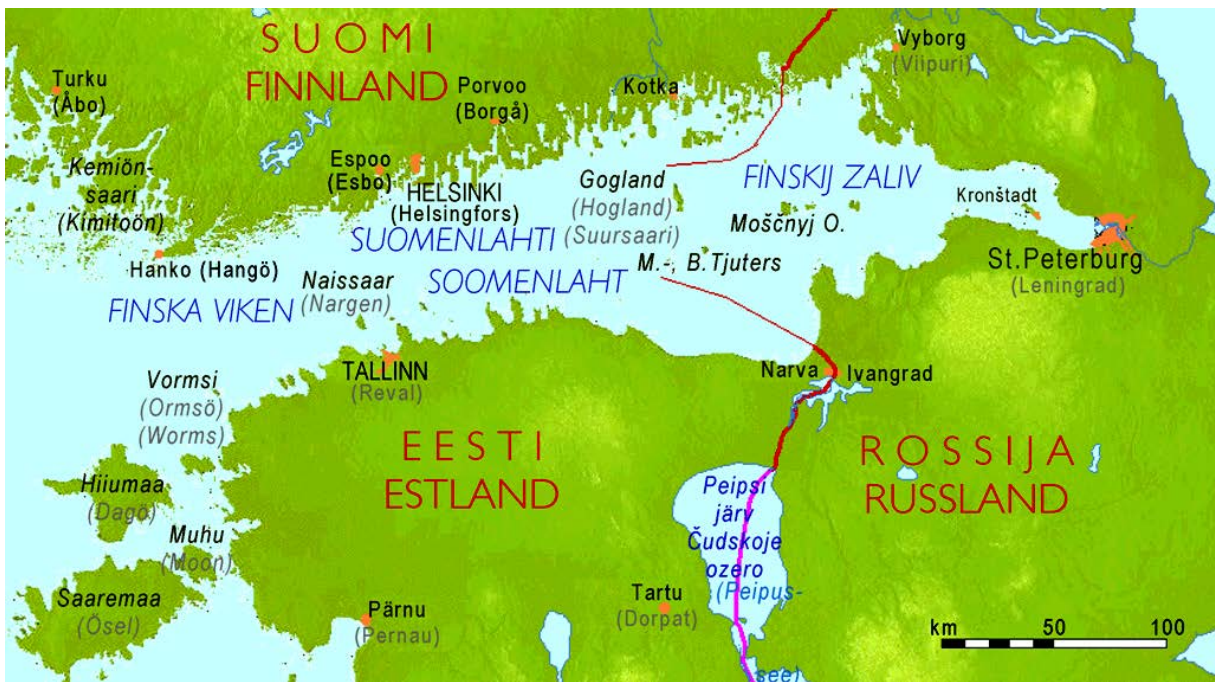 SUOMI
FINNLAND
Turku
(Åbo)
Porvoo
(Borgå)
Kotka
Vyborg
(Viipuri)
Kemiön-
saari
(Kimitoön)
Espoo
(Esbo)
HELSINKI
(Helsingfors)
Gogland
(Hogland)
(Suursaari)
FINSKIJ ZALIV
Kronštadt
Moščnyj O.
SUOMENLAHTI
Hanko (Hangö)
M.-, B.Tjuters
St.Peterburg
(Leningrad)
Naissaar
(Nargen)
SOOMENLAHT
FINSKA VIKEN
TALLINN
(Reval)
Narva
Ivangrad
Vormsi
(Ormsö)
(Worms)
EESTI
ESTLAND
ROSSIJA
RUSSLAND
Hiiumaa
(Dagö)
Peipsi
järv
Čudskoje
ozero
(Peipus-
see)
Muhu
(Moon)
Saaremaa
(Ösel)
Pärnu
(Pernau)
Tartu
(Dorpat)
km 50 100